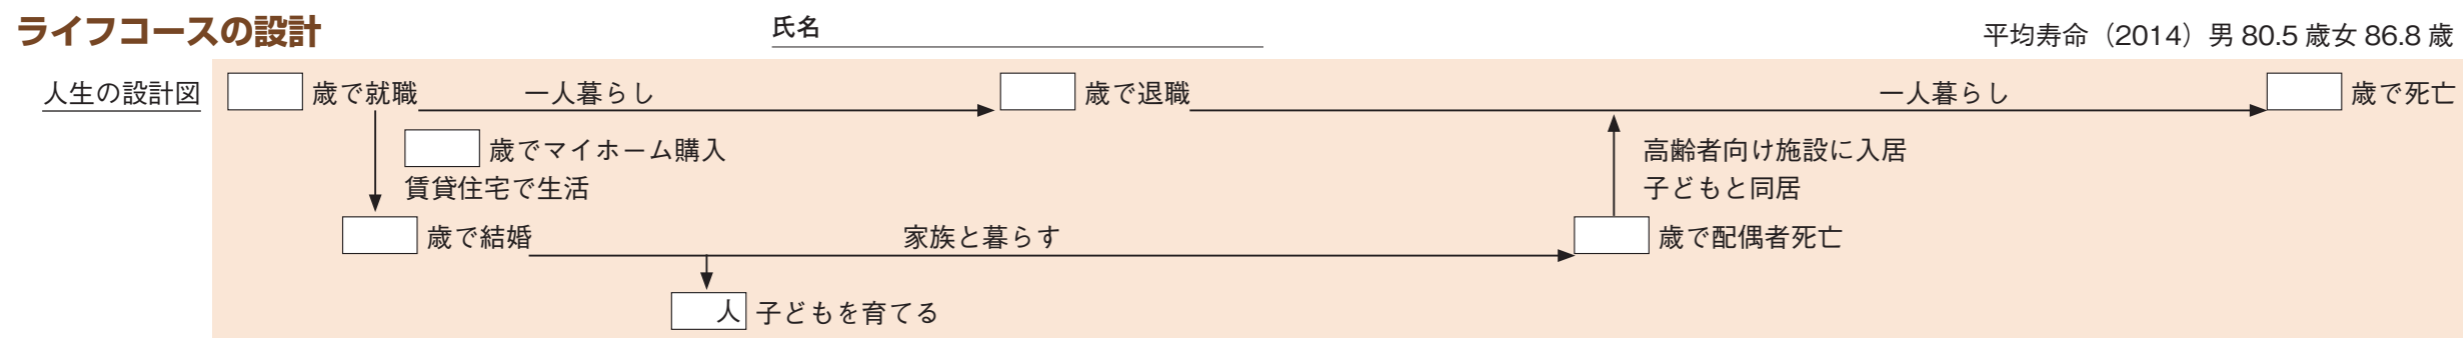 ライフコースの設計
氏名
平均寿命（2014）男 80.5 歳女 86.8 歳
人生の設計図
歳で就職
一人暮らし
歳で退職
一人暮らし
歳で死亡
歳でマイホーム購入
賃貸住宅で生活
高齢者向け施設に入居
子どもと同居
歳で結婚
家族と暮らす
歳で配偶者死亡
人 子どもを育てる